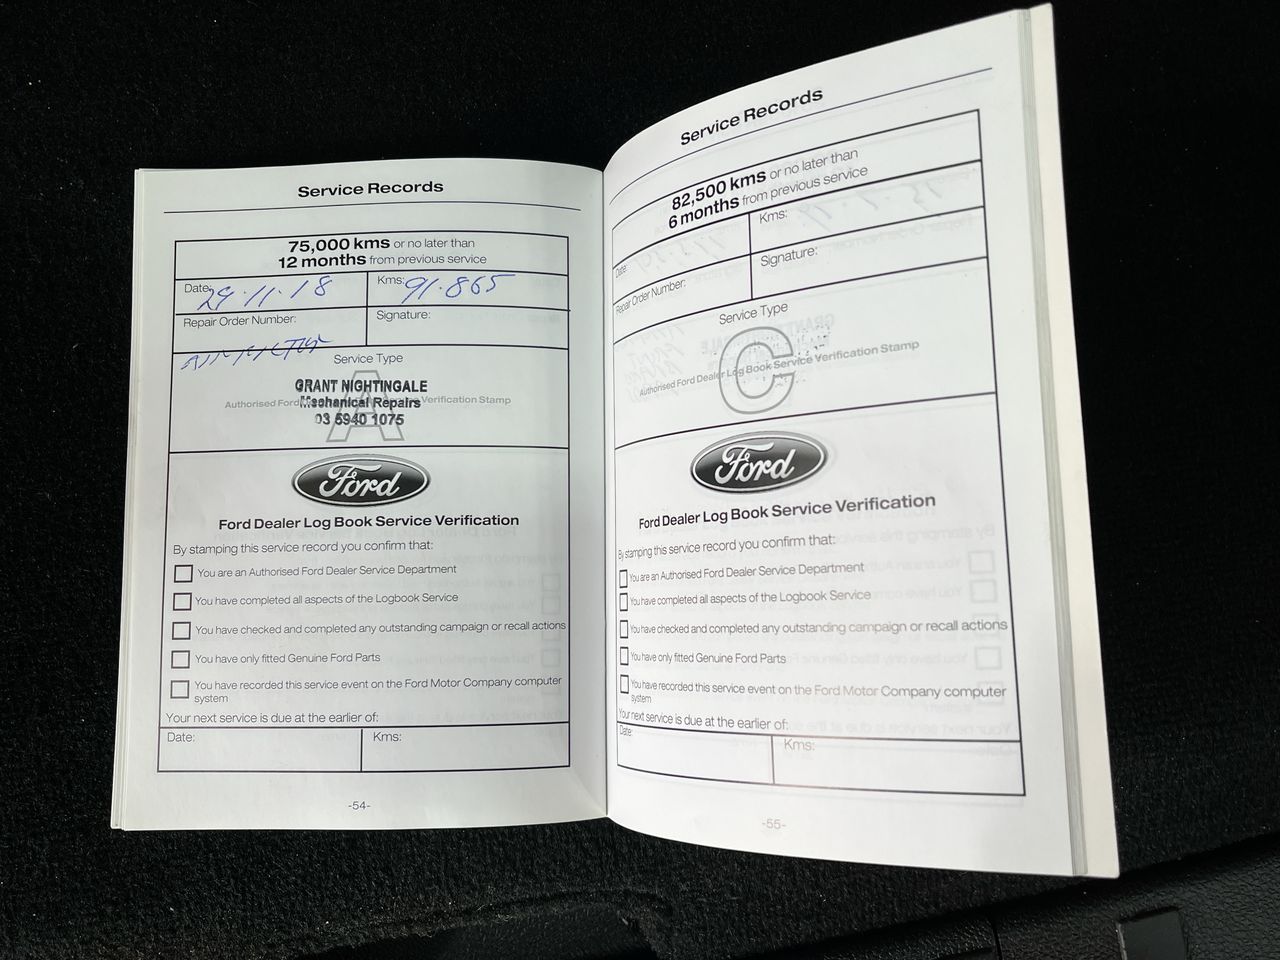 Service Records
75,000 kms or no later than
12 months from previous service
Date: 29.11.18
Kms: 91.865
Repair Order Number:
Signature:
AIR FILTER
Service Type
A
GRANT NIGHTINGALE
Authorised Ford Service Verification Stamp
Mechanical Repairs
03 5940 1075
Ford
Ford Dealer Log Book Service Verification
By stamping this service record you confirm that:
You are an Authorised Ford Dealer Service Department
You have completed all aspects of the Logbook Service
You have checked and completed any outstanding campaign or recall actions
You have only fitted Genuine Ford Parts
You have recorded this service event on the Ford Motor Company computer
system
Your next service is due at the earlier of:
Date:
Kms:
-54-
Service Records
82,500 kms or no later than
6 months from previous service
Date:
Kms:
Repair Order Number:
Signature:
Service Type
C
Authorised Ford Dealer Log Book Service Verification Stamp
Ford
Ford Dealer Log Book Service Verification
By stamping this service record you confirm that:
You are an Authorised Ford Dealer Service Department
You have completed all aspects of the Logbook Service
You have checked and completed any outstanding campaign or recall actions
You have only fitted Genuine Ford Parts
You have recorded this service event on the Ford Motor Company computer
system
Your next service is due at the earlier of:
Date:
Kms:
-55-